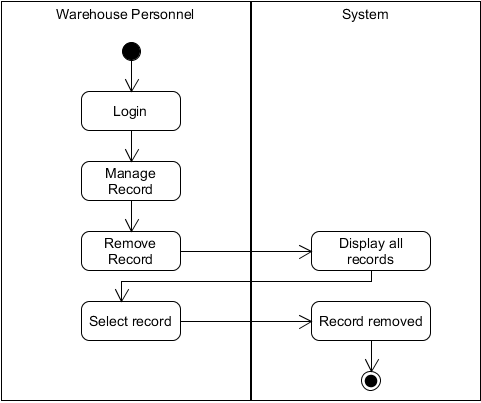 Warehouse Personnel
System
Login
Manage
Record
Remove
Record
Display all
records
Select record
Record removed